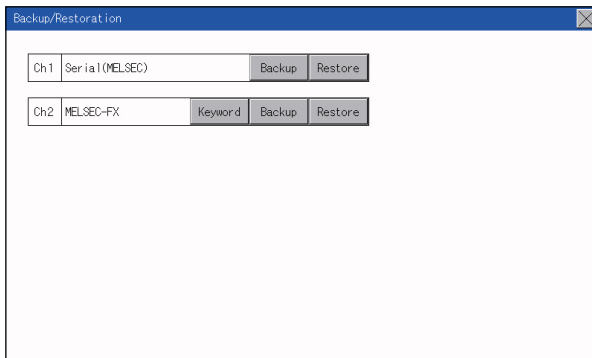 Backup/Restoration
Ch1 Serial(MELSEC) Backup Restore
Ch2 MELSEC-FX Keyword Backup Restore